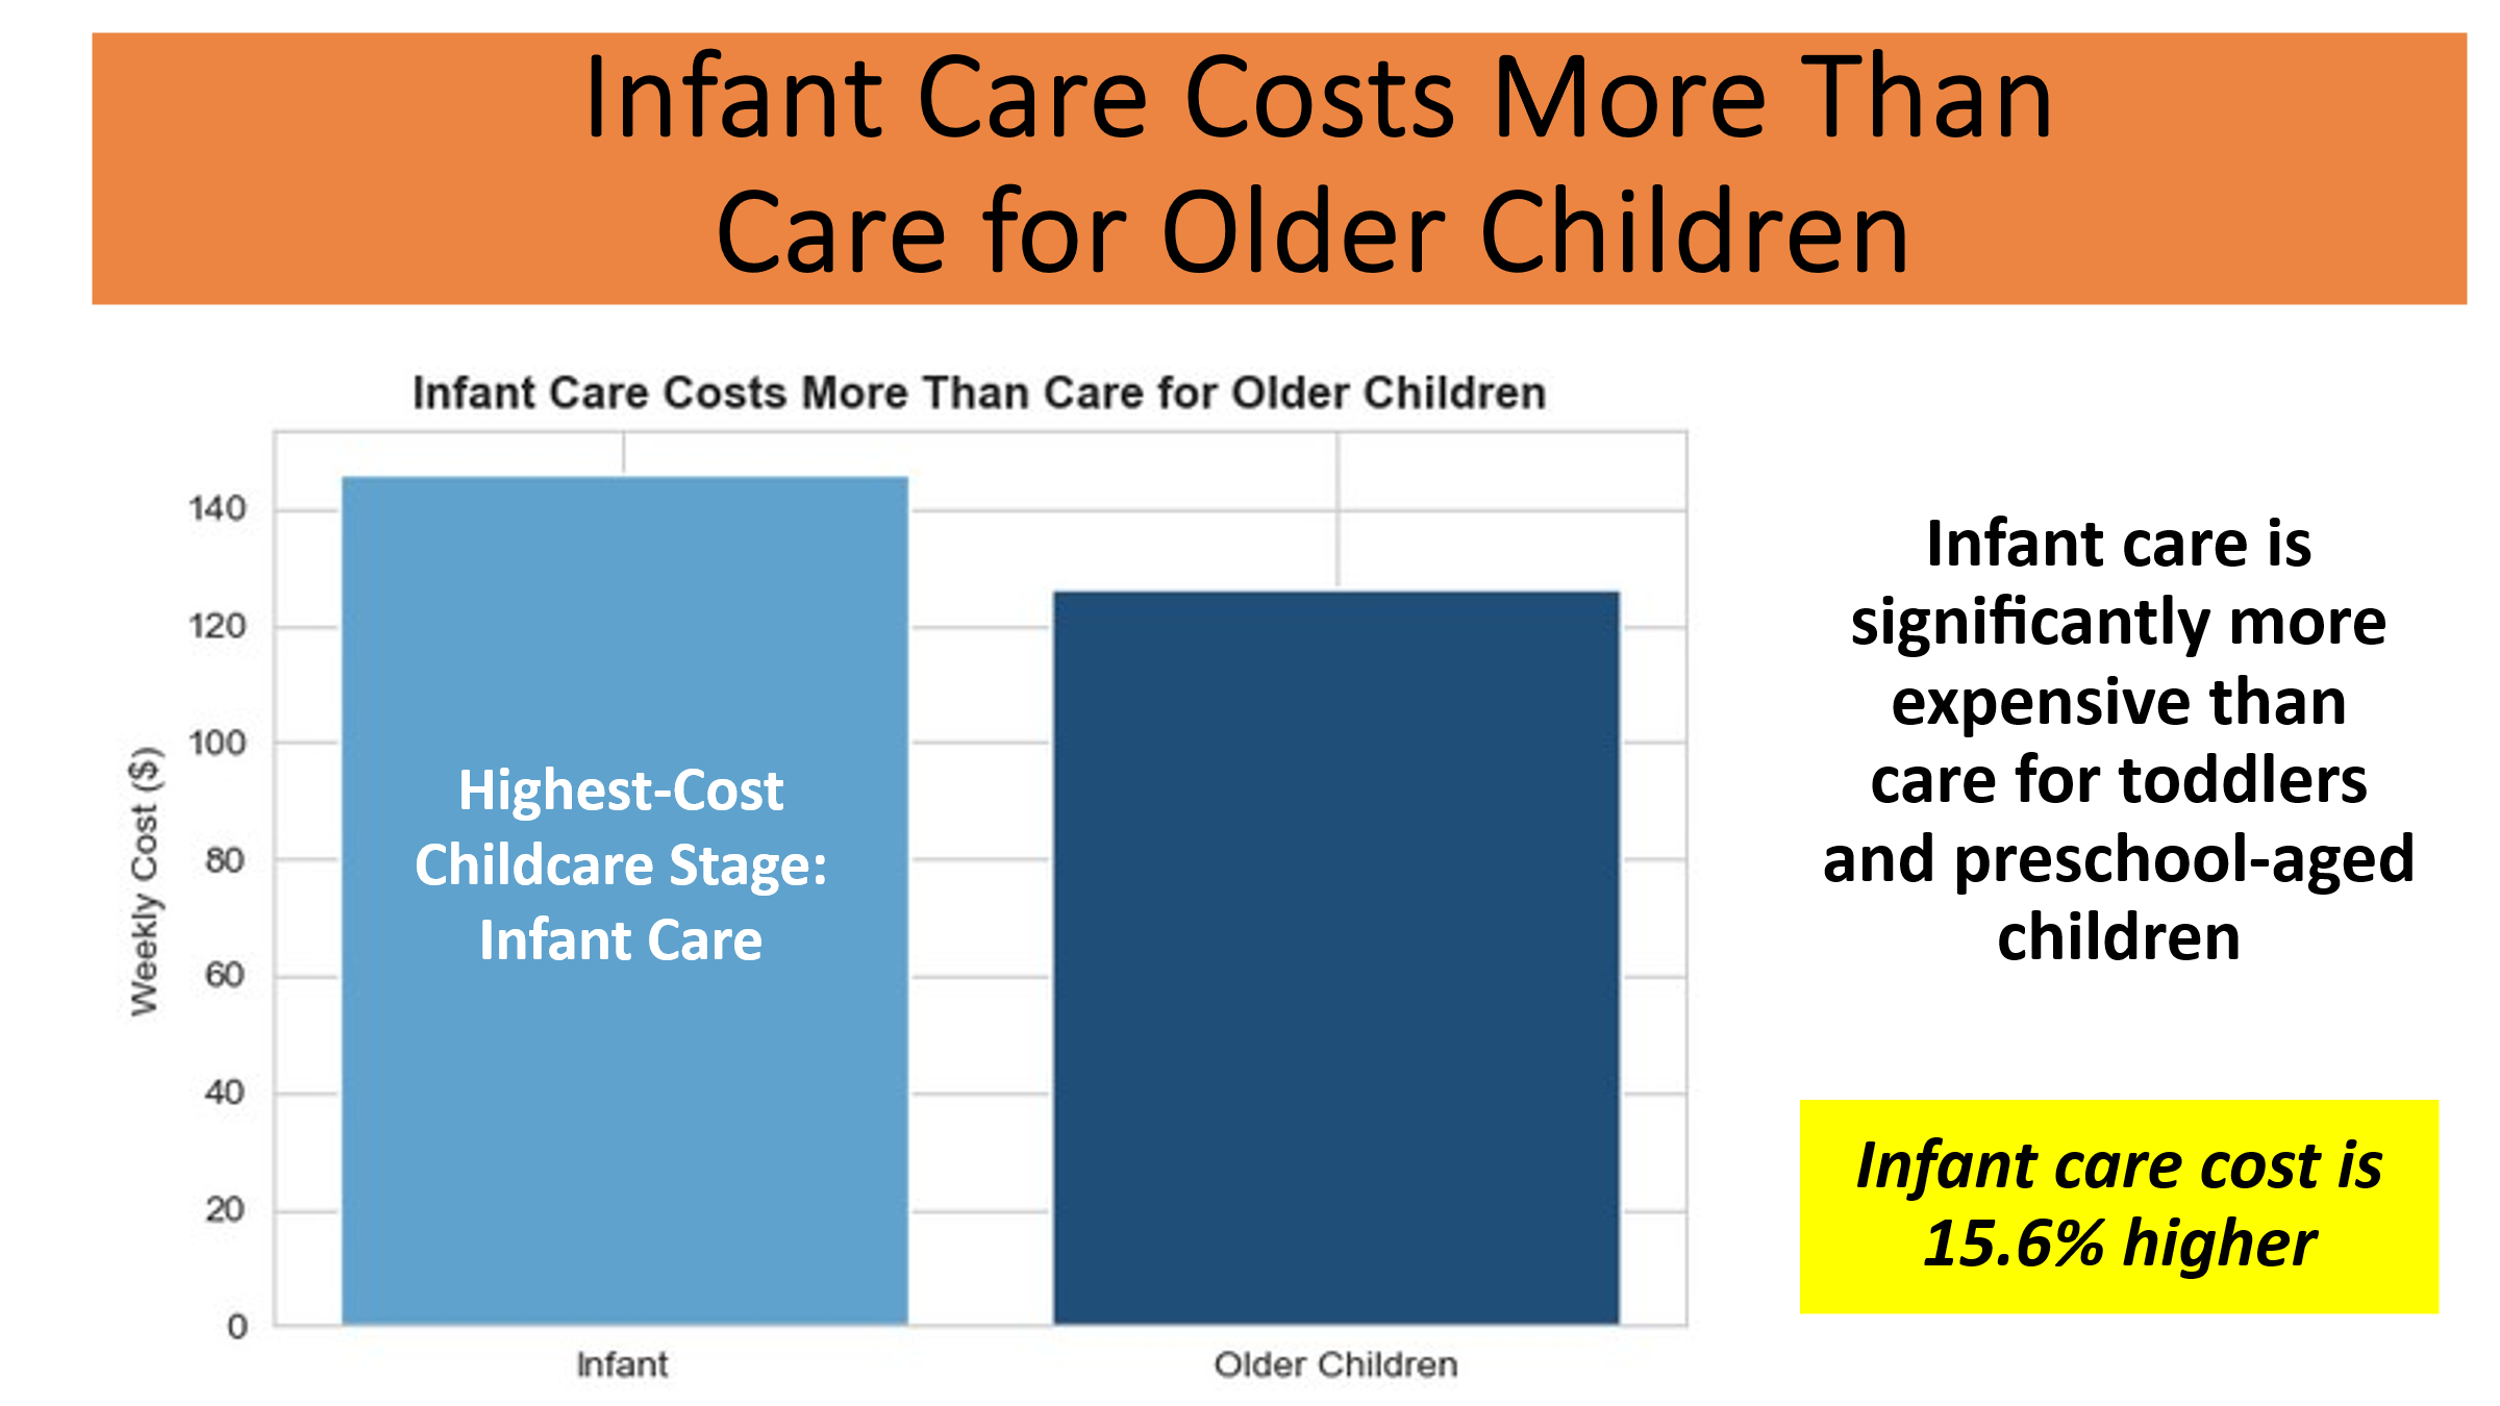 Infant Care Costs More Than
Care for Older Children
Infant Care Costs More Than Care for Older Children
140
120
100
80
60
40
20
0
Weekly Cost ($)
Highest-Cost
Childcare Stage:
Infant Care
Infant
Older Children
Infant care is
significantly more
expensive than
care for toddlers
and preschool-aged
children
Infant care cost is
15.6% higher